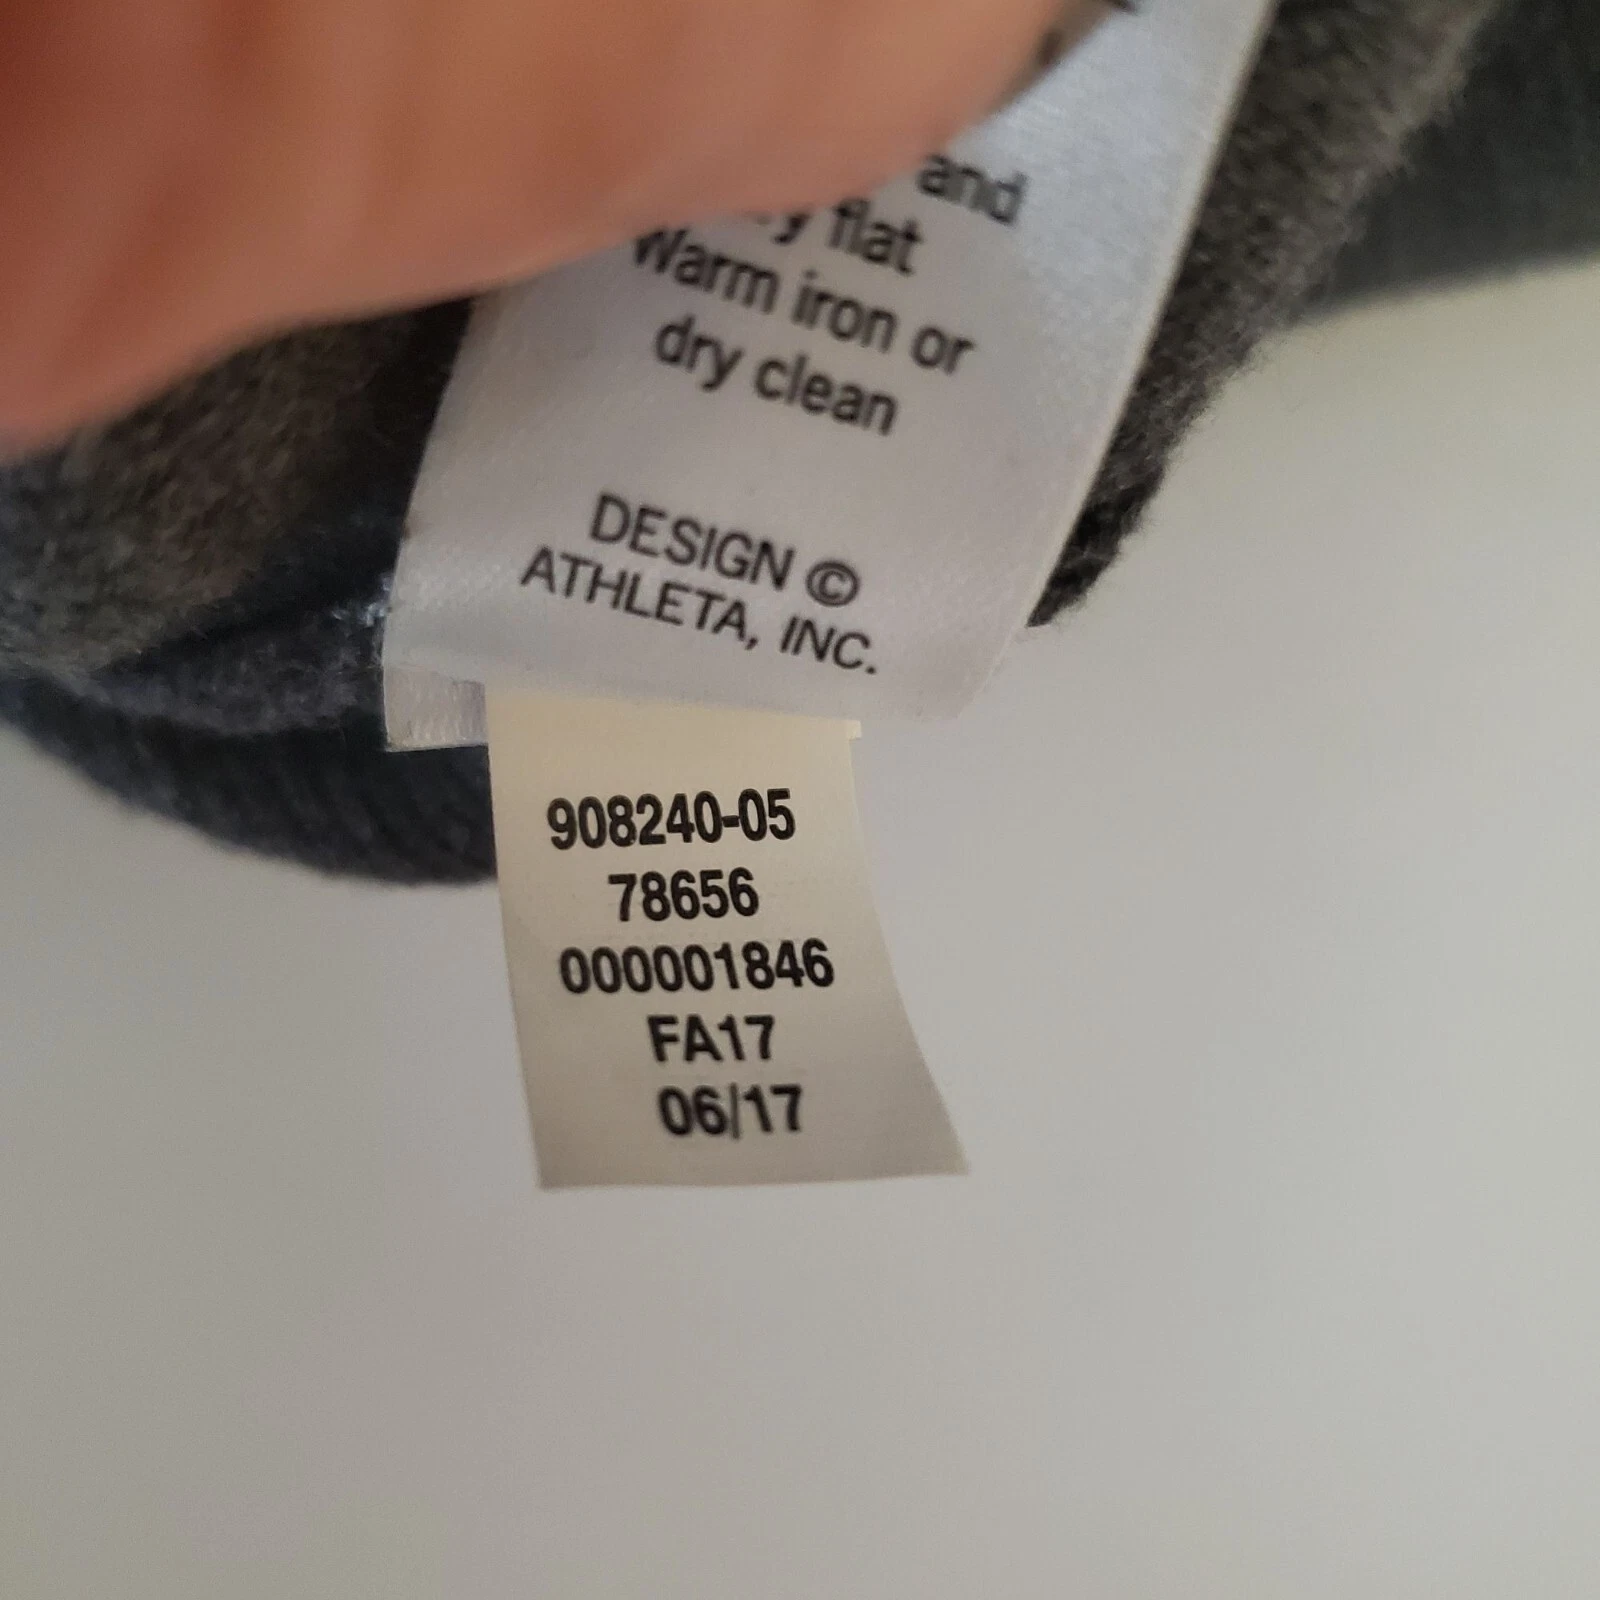 and
flat
Warm iron or
dry clean
DESIGN ©
ATHLETA, INC.
908240-05
78656
000001846
FA17
06/17